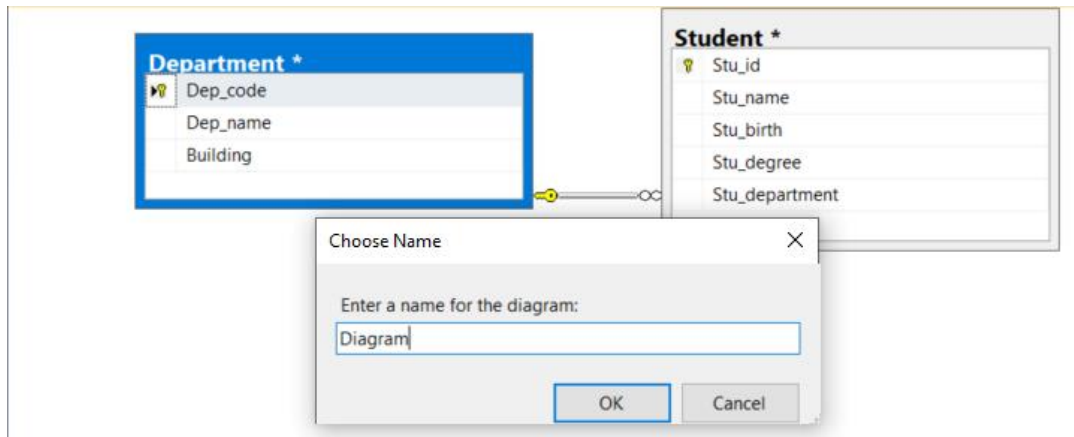 Department *
Dep_code
Dep_name
Building
Student *
Stu_id
Stu_name
Stu_birth
Stu_degree
Stu_department
Choose Name
Enter a name for the diagram:
Diagram
OK
Cancel